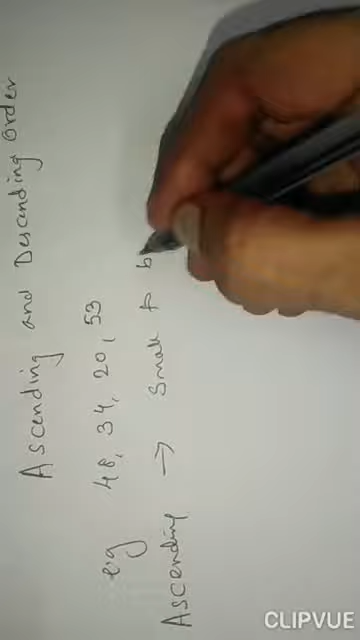 Ascending and Descending Order
eg 48, 34, 20, 53
Ascending → Small to b
CLIPVUE